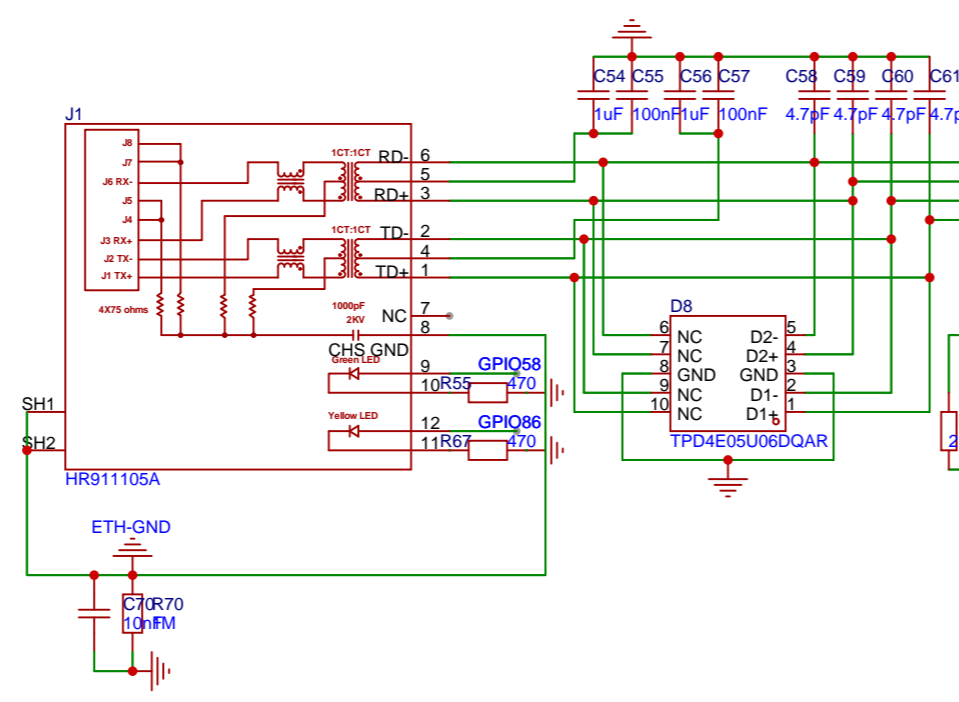 C54
C55
C56
C57
C58
C59
C60
C61
1uF
100nF
1uF
100nF
4.7pF
4.7pF
4.7pF
J1
J8
J7
J6 RX-
J5
J4
J3 RX+
J2 TX-
J1 TX+
4X75 ohms
1CT:1CT
RD-
6
5
RD+
3
1CT:1CT
TD-
2
4
TD+
1
1000pF
2KV
NC
7
8
CHS GND
Green LED
9
GPIO58
10
R55
470
Yellow LED
12
GPIO86
11
R67
470
SH1
SH2
HR911105A
D8
6
NC
D2-
5
7
NC
D2+
4
8
GND
GND
3
9
NC
D1-
2
10
NC
D1+
1
TPD4E05U06DQAR
2
ETH-GND
C70
R70
10nF